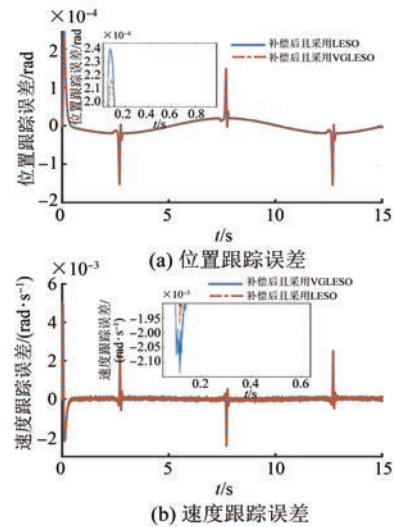 ×10⁻⁴
2
1
0
−1
−2
位置跟踪误差/rad
×10⁻⁴
2.4
2.3
2.2
2.1
2.0
位置跟踪误差/rad
0.2 0.4 0.6 0.8
t/s
补偿后且采用LESO
补偿后且采用VGLESO
0 5 10 15
t/s
(a) 位置跟踪误差
×10⁻³
6
4
2
0
−2
速度跟踪误差/(rad·s⁻¹)
×10⁻³
−1.95
−2.00
−2.05
−2.10
速度跟踪误差/
(rad·s⁻¹)
0.2 0.4 0.6
t/s
补偿后且采用VGLESO
补偿后且采用LESO
0 5 10 15
t/s
(b) 速度跟踪误差